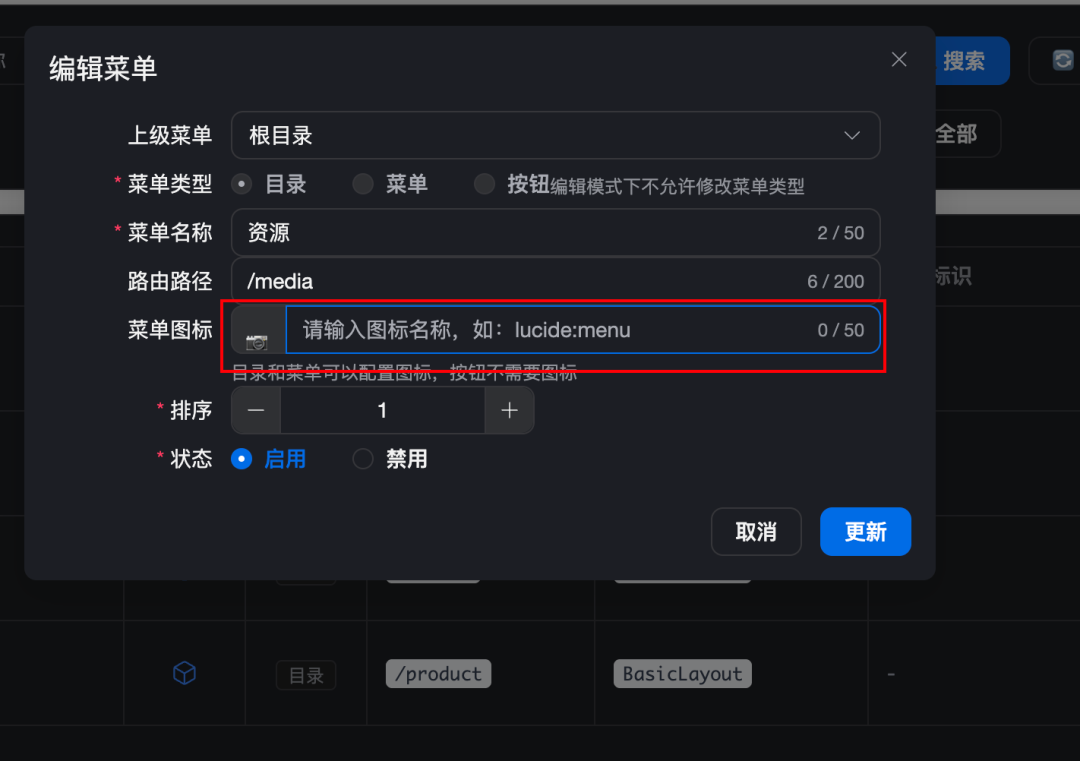 编辑菜单
搜索
全部
上级菜单 根目录
* 菜单类型 目录 菜单 按钮编辑模式下不允许修改菜单类型
* 菜单名称 资源 2 / 50
路由路径 /media 6 / 200
标识
菜单图标 请输入图标名称，如：lucide:menu 0 / 50
目录和菜单可以配置图标，按钮不需要图标
* 排序 1
* 状态 启用 禁用
取消 更新
目录 /product BasicLayout -